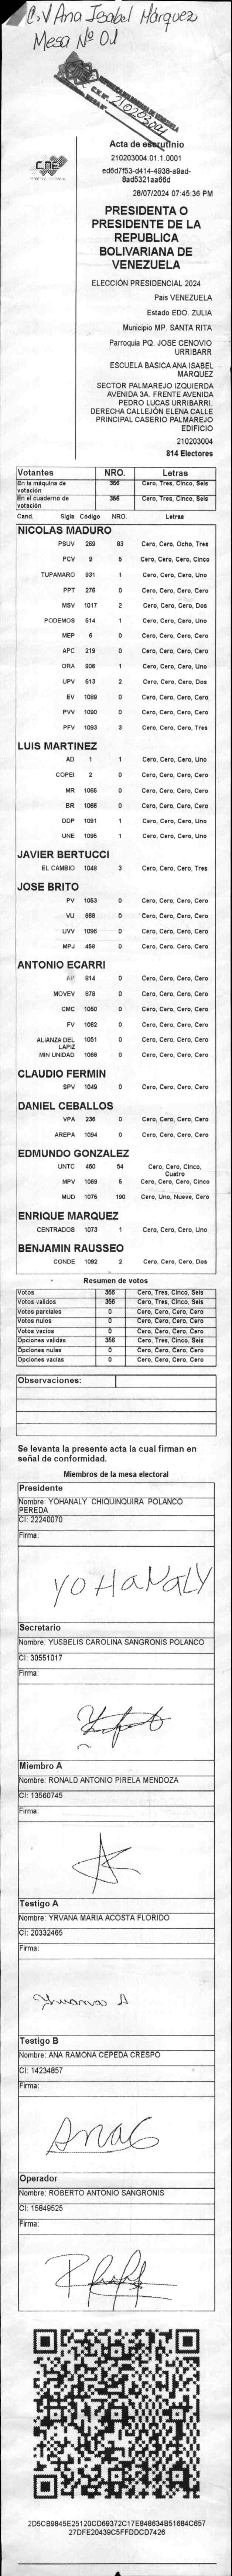 C.V Ana Isabel Márquez
Mesa Nº 01
Acta de escrutinio
210203004.01.1.0001
28/07/2024 07:45:36 PM
PRESIDENTA O
PRESIDENTE DE LA
REPUBLICA
BOLIVARIANA DE
VENEZUELA
ELECCIÓN PRESIDENCIAL 2024
País VENEZUELA
Estado EDO. ZULIA
Municipio MP. SANTA RITA
Parroquia PQ. JOSE CENOVIO
URRIBARR
ESCUELA BASICA ANA ISABEL
MARQUEZ
SECTOR PALMAREJO IZQUIERDA
AVENIDA 3A. FRENTE AVENIDA
PEDRO LUCAS URRIBARRI.
DERECHA CALLEJÓN ELENA CALLE
PRINCIPAL CASERIO PALMAREJO
EDIFICIO
210203004
814 Electores
Votantes NRO. Letras
En la máquina de votación 356 Cero, Tres, Cinco, Seis
En el cuaderno de votación 356 Cero, Tres, Cinco, Seis
Cand. Sigla Código NRO. Letras
NICOLAS MADURO
PSUV 269 83 Cero, Cero, Ocho, Tres
PCV 9 5 Cero, Cero, Cero, Cinco
TUPAMARO 931 1 Cero, Cero, Cero, Uno
PPT 276 0 Cero, Cero, Cero, Cero
MSV 1017 2 Cero, Cero, Cero, Dos
PODEMOS 514 1 Cero, Cero, Cero, Uno
MEP 6 0 Cero, Cero, Cero, Cero
APC 219 0 Cero, Cero, Cero, Cero
ORA 906 1 Cero, Cero, Cero, Uno
UPV 513 2 Cero, Cero, Cero, Dos
EV 1089 0 Cero, Cero, Cero, Cero
PVV 1090 0 Cero, Cero, Cero, Cero
PFV 1093 3 Cero, Cero, Cero, Tres
LUIS MARTINEZ
AD 1 1 Cero, Cero, Cero, Uno
COPEI 2 0 Cero, Cero, Cero, Cero
MR 1065 0 Cero, Cero, Cero, Cero
BR 1066 0 Cero, Cero, Cero, Cero
DDP 1091 1 Cero, Cero, Cero, Uno
UNE 1095 1 Cero, Cero, Cero, Uno
JAVIER BERTUCCI
EL CAMBIO 1048 3 Cero, Cero, Cero, Tres
JOSE BRITO
PV 1053 0 Cero, Cero, Cero, Cero
VU 868 0 Cero, Cero, Cero, Cero
UVV 1096 0 Cero, Cero, Cero, Cero
MPJ 458 0 Cero, Cero, Cero, Cero
ANTONIO ECARRI
AP 914 0 Cero, Cero, Cero, Cero
MOVEV 978 0 Cero, Cero, Cero, Cero
CMC 1050 0 Cero, Cero, Cero, Cero
FV 1062 0 Cero, Cero, Cero, Cero
ALIANZA DEL LAPIZ 1051 0 Cero, Cero, Cero, Cero
MIN UNIDAD 1069 0 Cero, Cero, Cero, Cero
CLAUDIO FERMIN
SPV 1049 0 Cero, Cero, Cero, Cero
DANIEL CEBALLOS
VPA 236 0 Cero, Cero, Cero, Cero
AREPA 1094 0 Cero, Cero, Cero, Cero
EDMUNDO GONZALEZ
UNTC 460 54 Cero, Cero, Cinco, Cuatro
MPV 1069 5 Cero, Cero, Cero, Cinco
MUD 1076 190 Cero, Uno, Nueve, Cero
ENRIQUE MARQUEZ
CENTRADOS 1073 1 Cero, Cero, Cero, Uno
BENJAMIN RAUSSEO
CONDE 1092 2 Cero, Cero, Cero, Dos
Resumen de votos
Votos 356 Cero, Tres, Cinco, Seis
Votos validos 356 Cero, Tres, Cinco, Seis
Votos parciales 0 Cero, Cero, Cero, Cero
Votos nulos 0 Cero, Cero, Cero, Cero
Votos vacios 0 Cero, Cero, Cero, Cero
Opciones validas 356 Cero, Tres, Cinco, Seis
Opciones nulas 0 Cero, Cero, Cero, Cero
Opciones vacias 0 Cero, Cero, Cero, Cero
Observaciones:
Se levanta la presente acta la cual firman en
señal de conformidad.
Miembros de la mesa electoral
Presidente
Nombre: YOHANALY CHIQUINQUIRA POLANCO
PEREDA
CI: 22240070
Firma:
YOHANALY
Secretario
Nombre: YUSBELIS CAROLINA SANGRONIS POLANCO
CI: 30551017
Firma:
Miembro A
Nombre: RONALD ANTONIO PIRELA MENDOZA
CI: 13560745
Firma:
Testigo A
Nombre: YRVANA MARIA ACOSTA FLORIDO
CI: 20332465
Firma:
Testigo B
Nombre: ANA RAMONA CEPEDA CRESPO
CI: 14234857
Firma:
Ana C
Operador
Nombre: ROBERTO ANTONIO SANGRONIS
CI: 15849525
Firma:
2D5CB9845E25120CD69372C17E848634B51684C657
27DFE20439C5FFDDCD7426